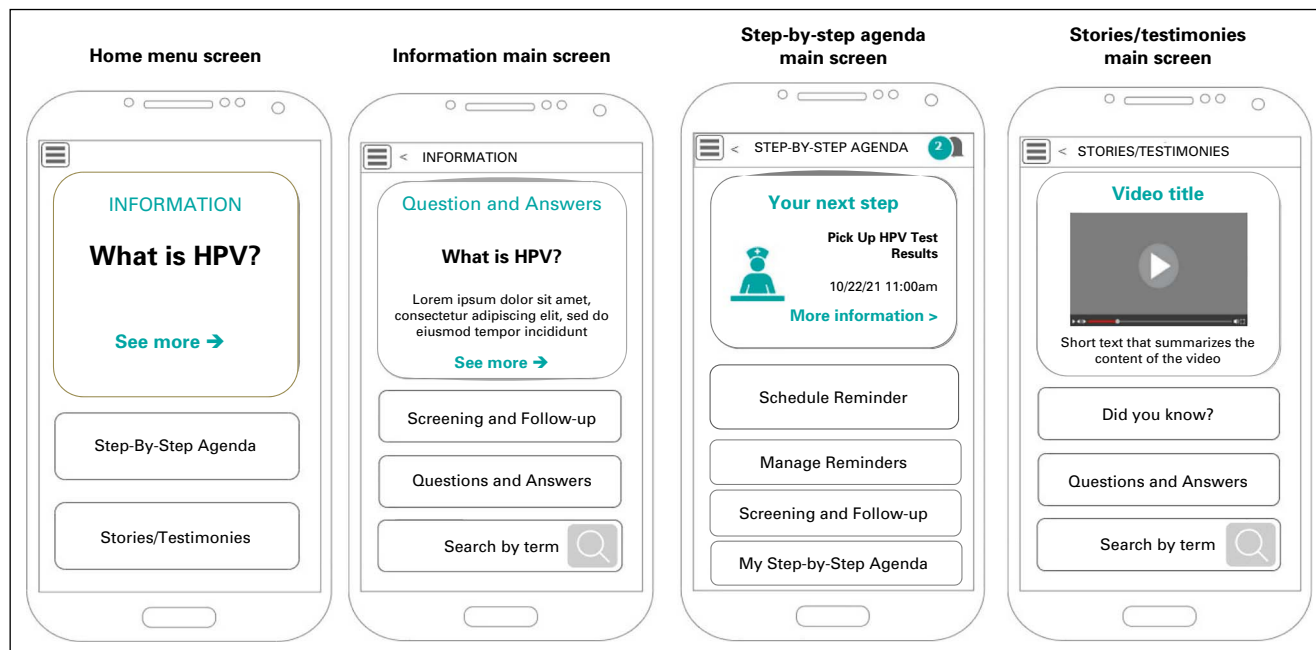 Home menu screen
INFORMATION
What is HPV?
See more ➔
Step-By-Step Agenda
Stories/Testimonies
Information main screen
< INFORMATION
Question and Answers
What is HPV?
Lorem ipsum dolor sit amet,
consectetur adipiscing elit, sed do
eiusmod tempor incididunt
See more ➔
Screening and Follow-up
Questions and Answers
Search by term
Step-by-step agenda
main screen
< STEP-BY-STEP AGENDA 2
Your next step
Pick Up HPV Test
Results
10/22/21 11:00am
More information >
Schedule Reminder
Manage Reminders
Screening and Follow-up
My Step-by-Step Agenda
Stories/testimonies
main screen
< STORIES/TESTIMONIES
Video title
Short text that summarizes the
content of the video
Did you know?
Questions and Answers
Search by term